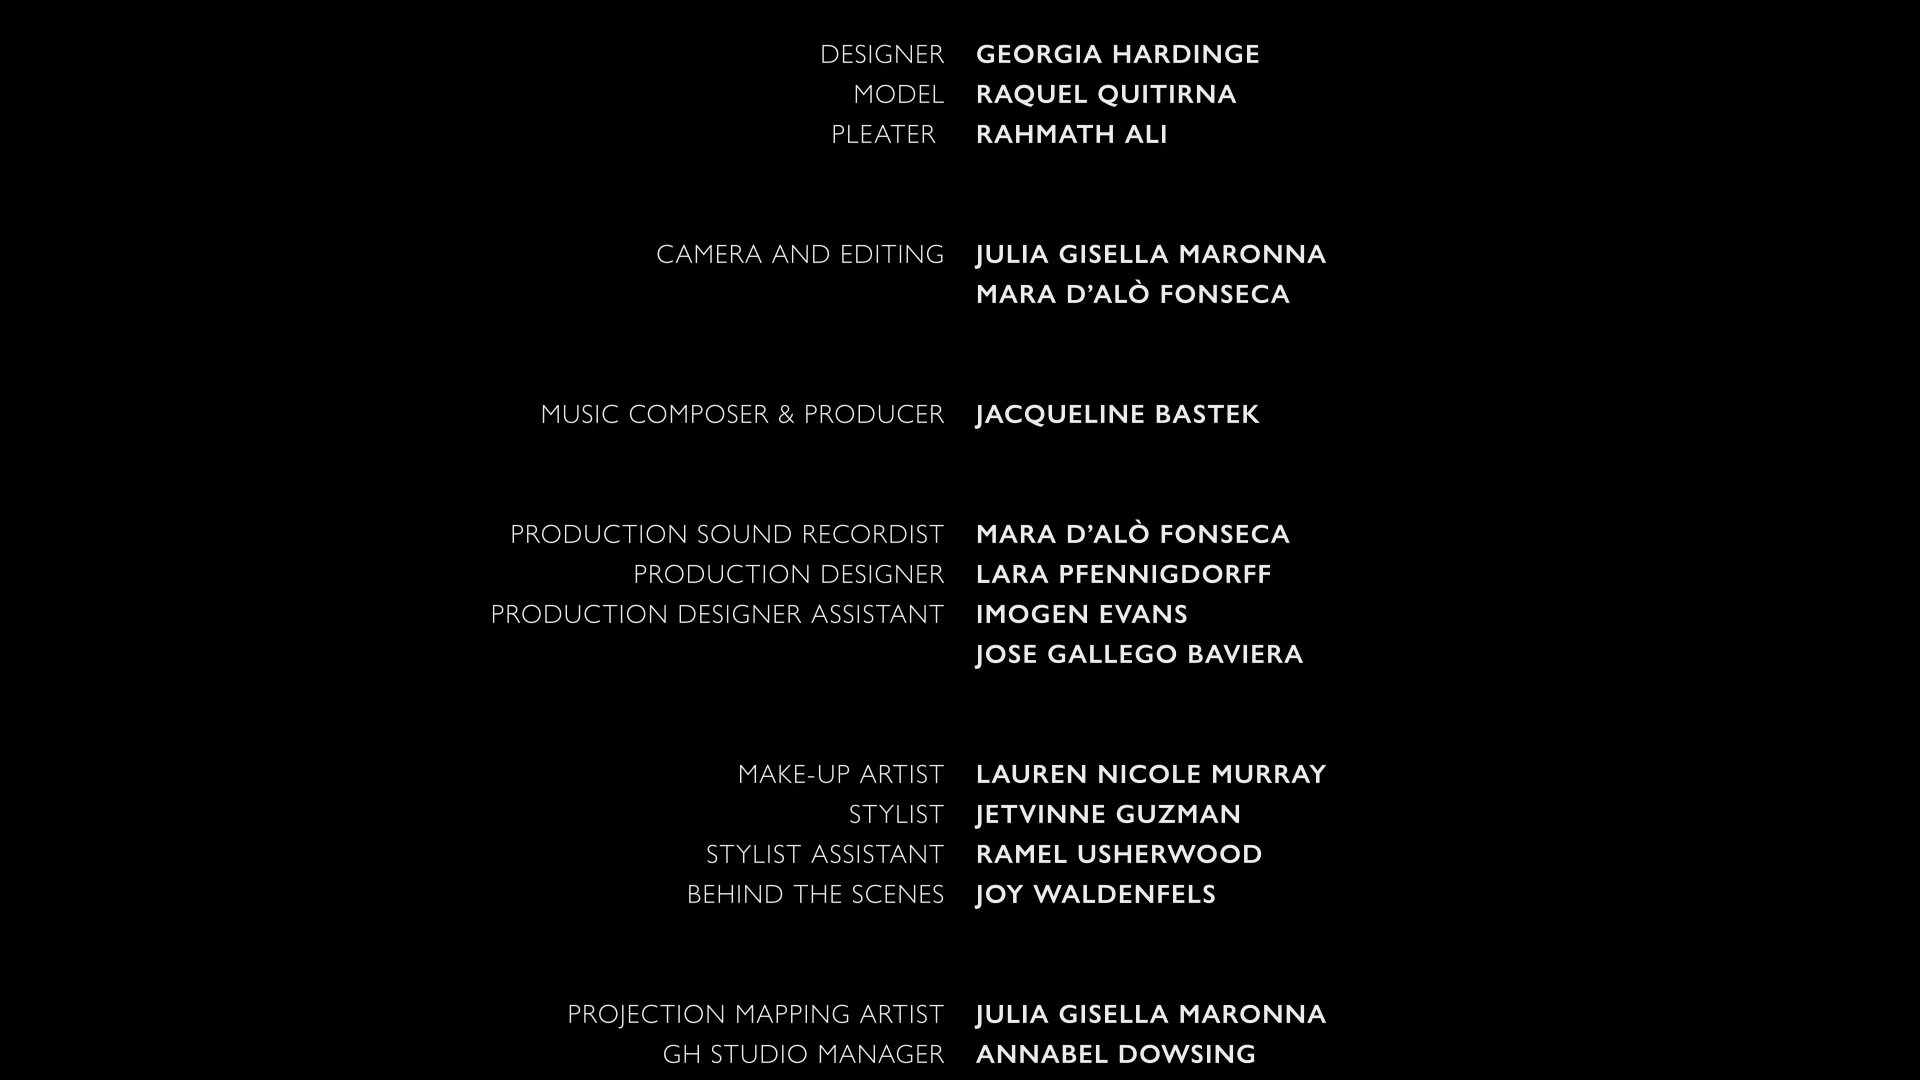 DESIGNER GEORGIA HARDINGE
MODEL RAQUEL QUITIRNA
PLEATER RAHMATH ALI
CAMERA AND EDITING JULIA GISELLA MARONNA
MARA D’ALÒ FONSECA
MUSIC COMPOSER & PRODUCER JACQUELINE BASTEK
PRODUCTION SOUND RECORDIST MARA D’ALÒ FONSECA
PRODUCTION DESIGNER LARA PFENNIGDORFF
PRODUCTION DESIGNER ASSISTANT IMOGEN EVANS
JOSE GALLEGO BAVIERA
MAKE-UP ARTIST LAUREN NICOLE MURRAY
STYLIST JETVINNE GUZMAN
STYLIST ASSISTANT RAMEL USHERWOOD
BEHIND THE SCENES JOY WALDENFELS
PROJECTION MAPPING ARTIST JULIA GISELLA MARONNA
GH STUDIO MANAGER ANNABEL DOWSING